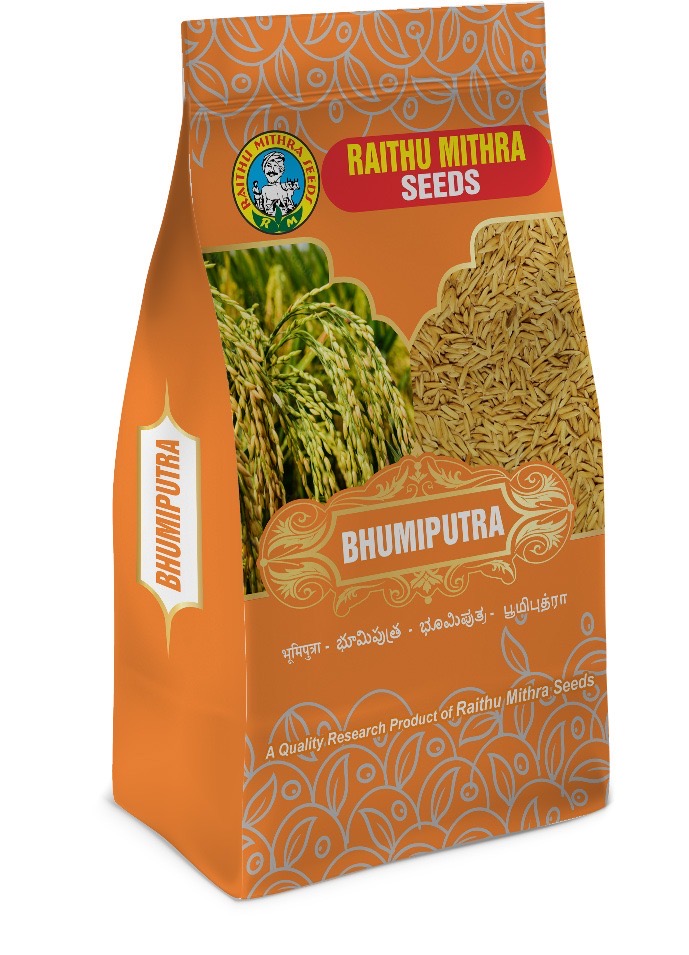 RAITHU MITHRA SEEDS
R M
RAITHU MITHRA
SEEDS
BHUMIPUTRA
BHUMIPUTRA
भूमिपुत्रा - భూమిపుత్ర - ಭೂಮಿಪುತ್ರ - பூமிபுத்ரா
A Quality Research Product of Raithu Mithra Seeds